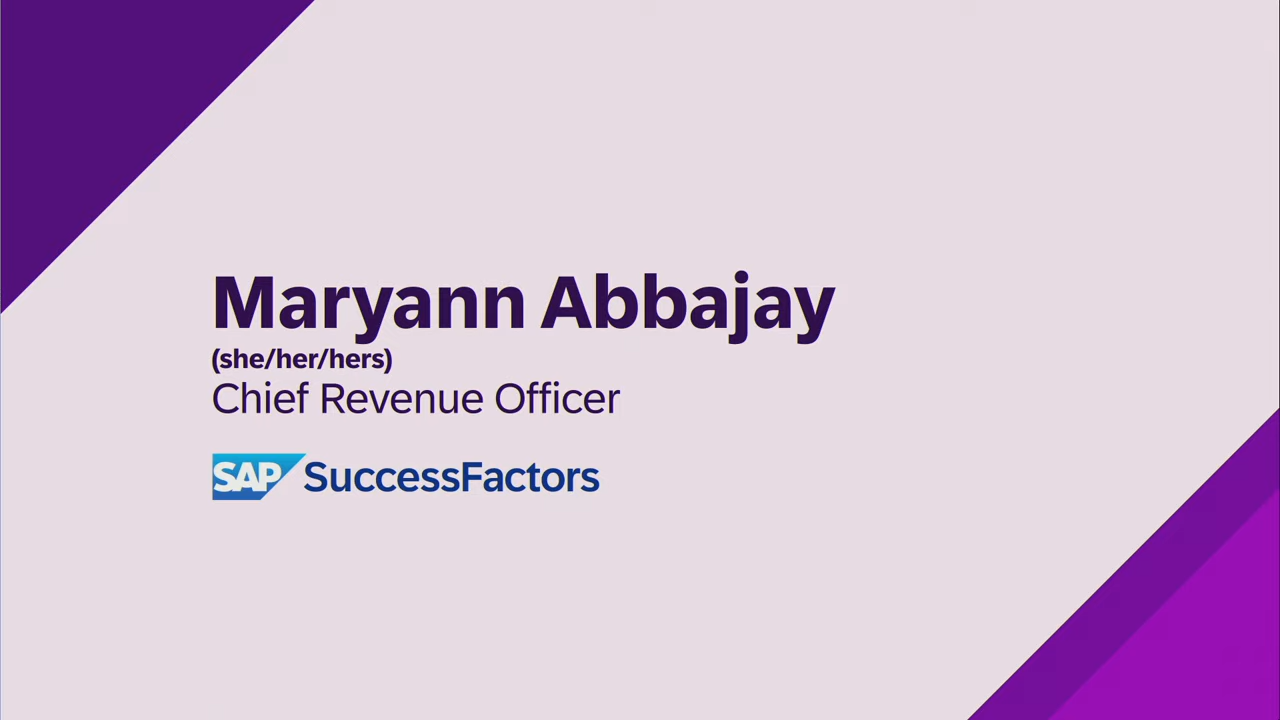 Maryann Abbajay
(she/her/hers)
Chief Revenue Officer
SAP SuccessFactors